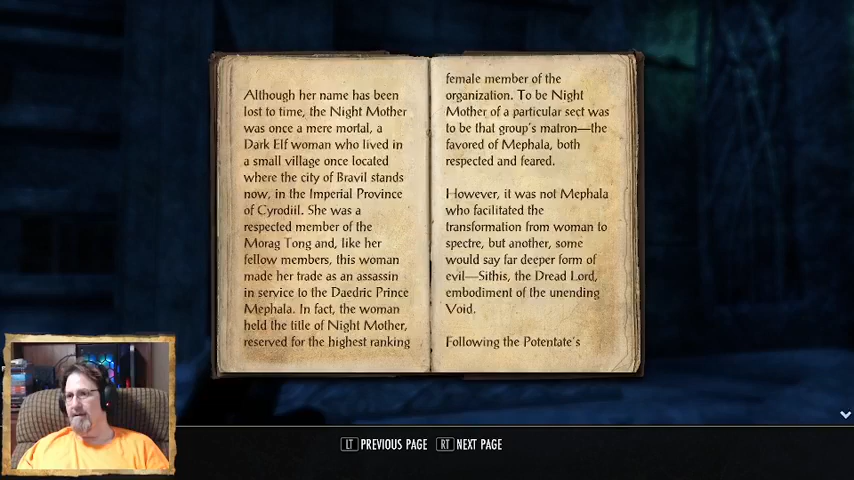 Although her name has been
lost to time, the Night Mother
was once a mere mortal, a
Dark Elf woman who lived in
a small village once located
where the city of Bravil stands
now, in the Imperial Province
of Cyrodiil. She was a
respected member of the
Morag Tong and, like her
fellow members, this woman
made her trade as an assassin
in service to the Daedric Prince
Mephala. In fact, the woman
held the title of Night Mother,
reserved for the highest ranking
female member of the
organization. To be Night
Mother of a particular sect was
to be that group's matron—the
favored of Mephala, both
respected and feared.
However, it was not Mephala
who facilitated the
transformation from woman to
spectre, but another, some
would say far deeper form of
evil—Sithis, the Dread Lord,
embodiment of the unending
Void.
Following the Potentate's
LT PREVIOUS PAGE RT NEXT PAGE